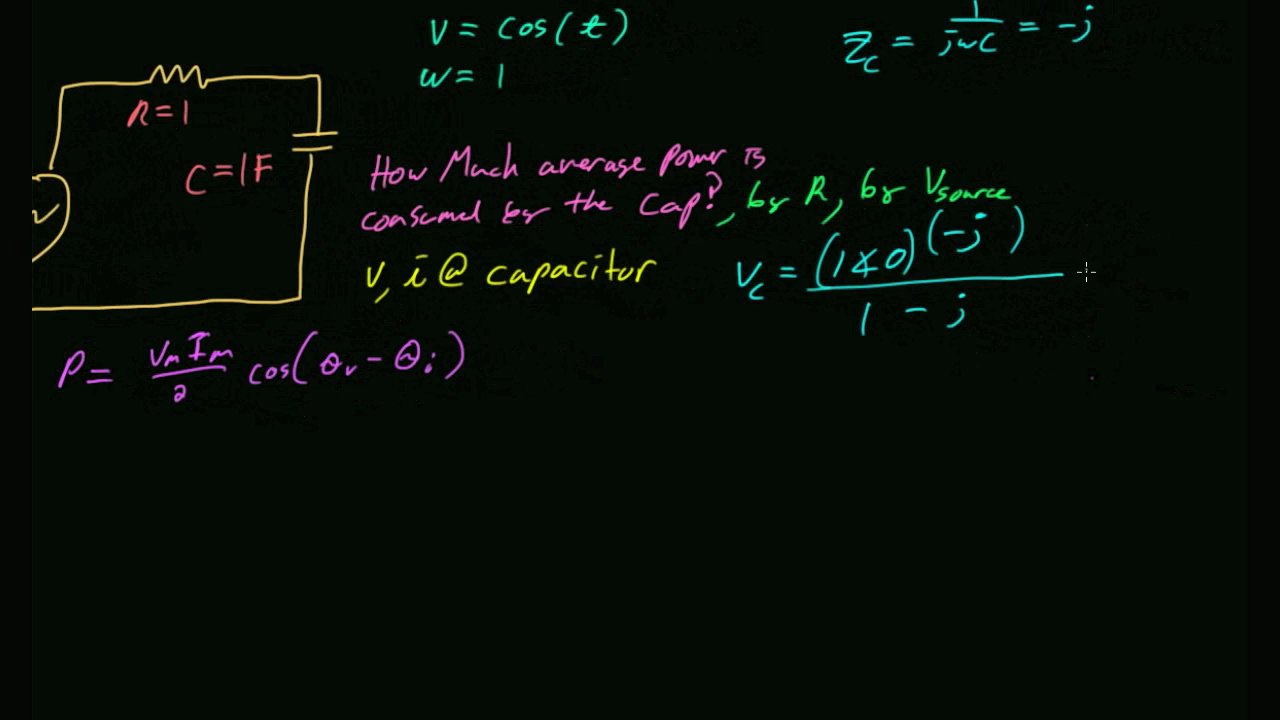 v = cos(t)
w = 1
Z_c = 1/jwC = -j
R=1
C=1F
How Much average Power is
consumed by the Cap?, by R, by Vsource
v, i @ capacitor
V_c = (1∡0)(-j)/1 - j
P = VmIm/2 cos(θv - θi)